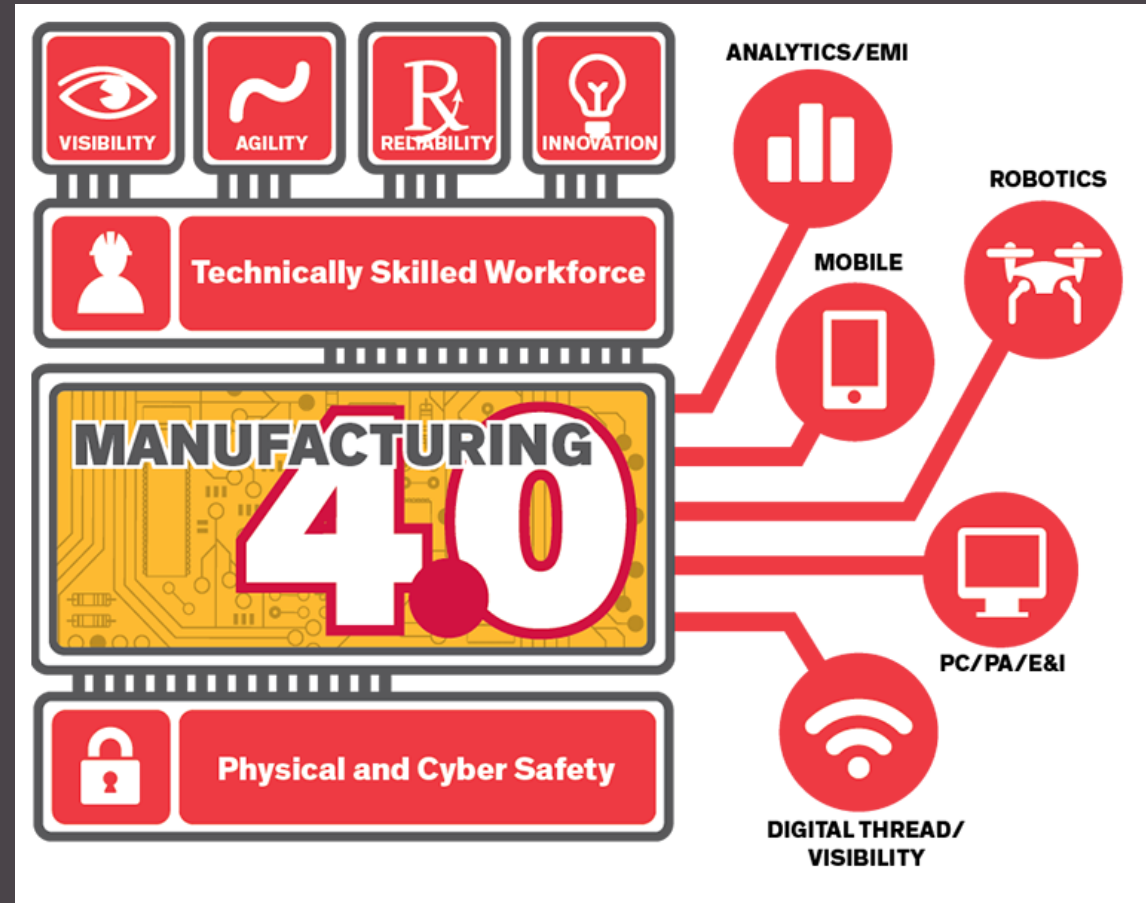 VISIBILITY
AGILITY
Rx
RELIABILITY
INNOVATION
Technically Skilled Workforce
MANUFACTURING
4.0
Physical and Cyber Safety
ANALYTICS/EMI
ROBOTICS
MOBILE
PC/PA/E&I
DIGITAL THREAD/
VISIBILITY